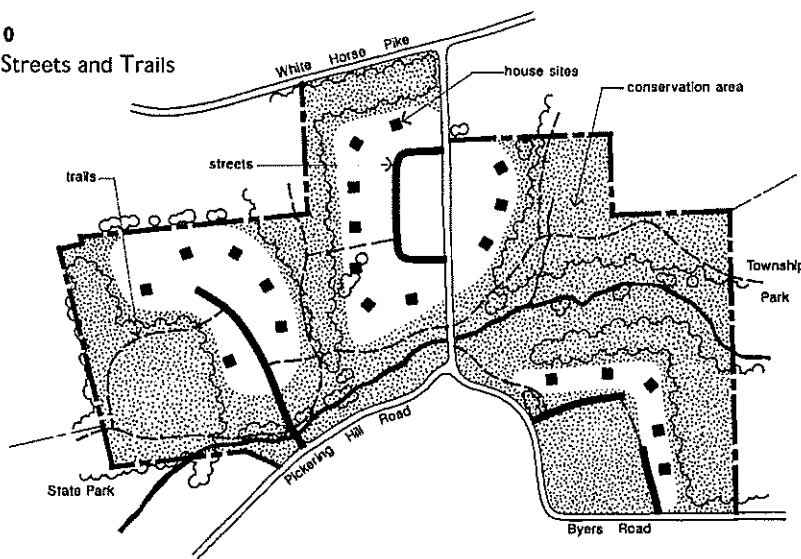 0
Streets and Trails
White Horse Pike
house sites
conservation area
streets
trails
Township
Park
Pickering Hill Road
State Park
Byers Road